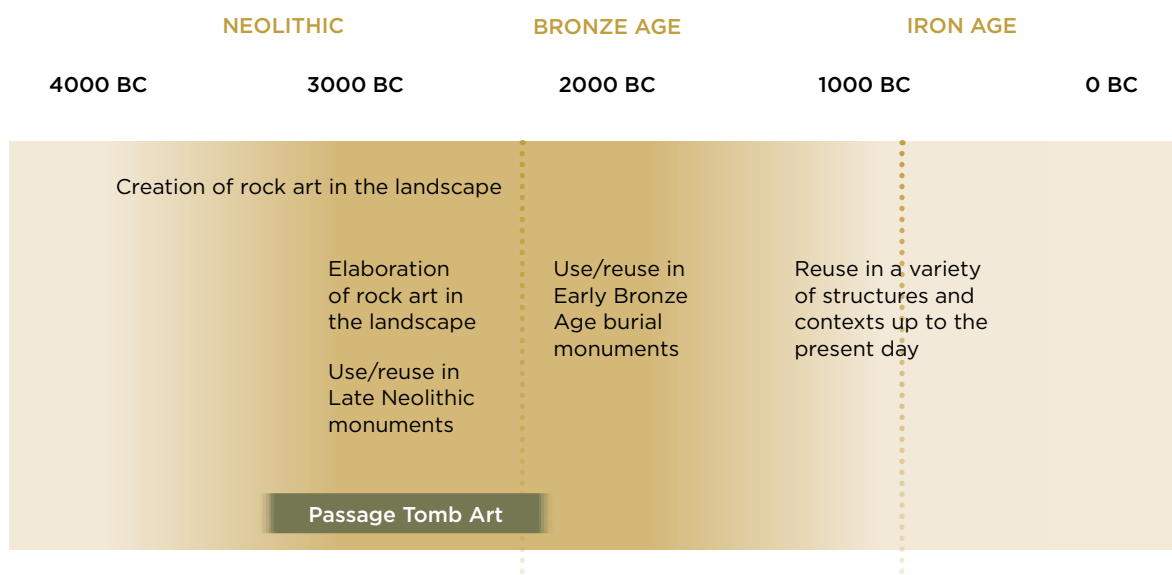 NEOLITHIC BRONZE AGE IRON AGE
4000 BC 3000 BC 2000 BC 1000 BC 0 BC
Creation of rock art in the landscape
Elaboration
of rock art in
the landscape
Use/reuse in
Late Neolithic
monuments
Use/reuse in
Early Bronze
Age burial
monuments
Reuse in a variety
of structures and
contexts up to the
present day
Passage Tomb Art